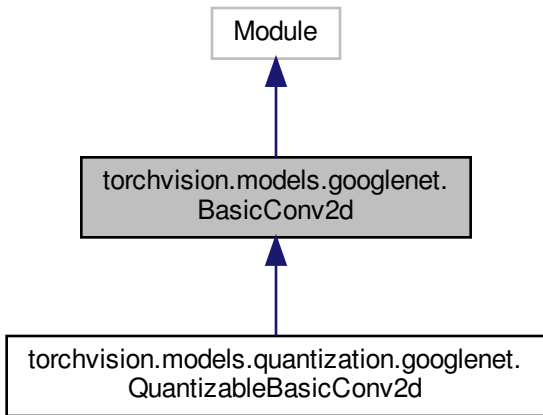 Module
torchvision.models.googlenet.
BasicConv2d
torchvision.models.quantization.googlenet.
QuantizableBasicConv2d